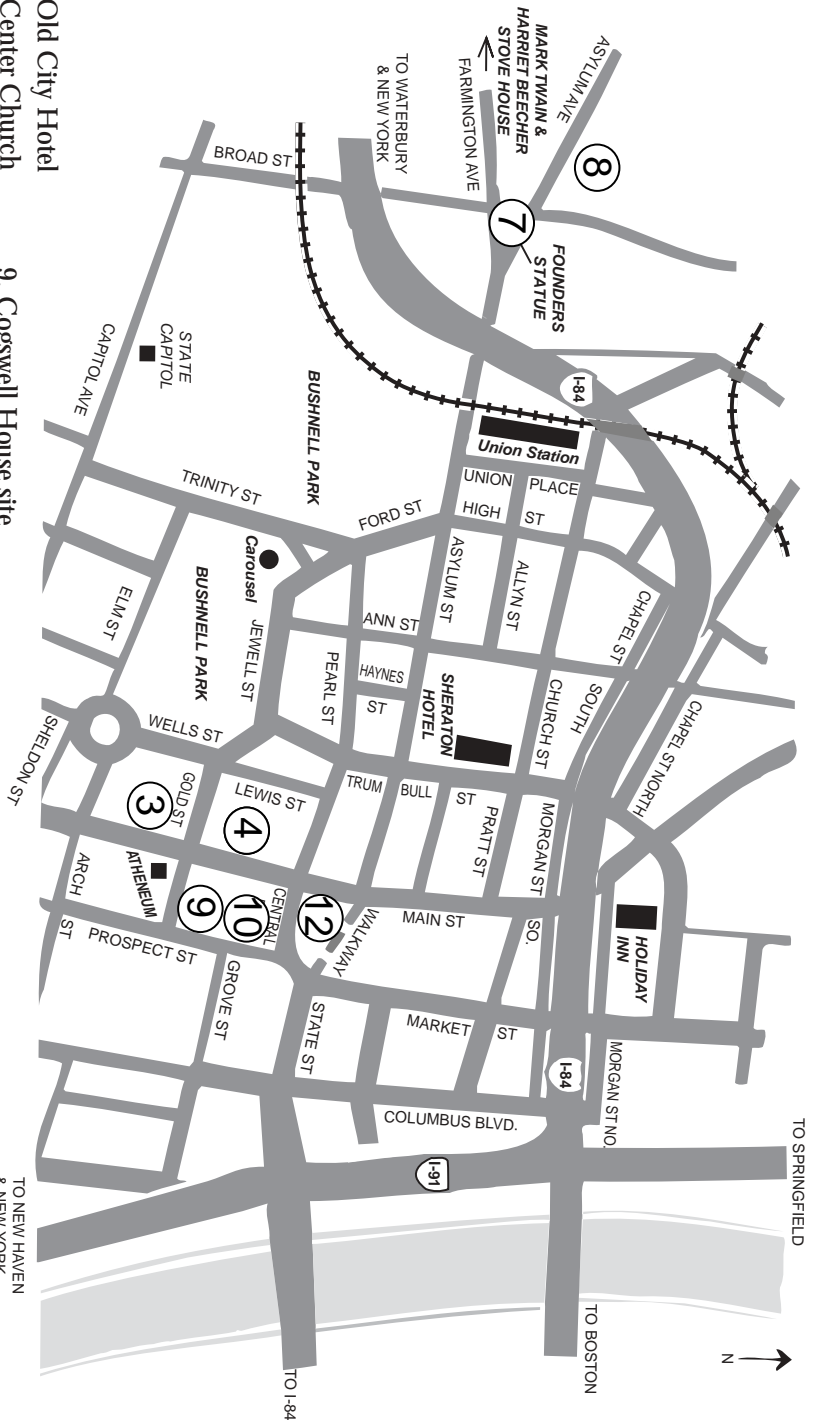 MARK TWAIN &
HARRIET BEECHER
STOVE HOUSE
ASYLUM AVE
FARMINGTON AVE
TO WATERBURY
& NEW YORK
BROAD ST
8
7
FOUNDERS
STATUE
STATE
CAPITOL
CAPITOL AVE
BUSHNELL PARK
I-84
Union Station
UNION PLACE
HIGH ST
TRINITY ST
FORD ST
ASYLUM ST
ALLYN ST
CHAPEL ST
SOUTH
CHAPEL ST NORTH
Carousel
BUSHNELL PARK
JEWELL ST
ELM ST
ANN ST
PEARL ST
HAYNES
ST
SHERATON
HOTEL
CHURCH ST
WELLS ST
SHELDON ST
GOLD ST
LEWIS ST
TRUM BULL ST
PRATT ST
MORGAN ST SO.
3
4
ATHENEUM
ARCH ST
9
10
CENTRAL
12
WALKWAY
MAIN ST
HOLIDAY
INN
PROSPECT ST
GROVE ST
STATE ST
MARKET ST
MORGAN ST NO.
I-84
COLUMBUS BLVD.
I-91
TO SPRINGFIELD
TO NEW HAVEN
& NEW YORK
TO BOSTON
TO I-84
N
Old City Hotel
Center Church
9. Cogswell House site